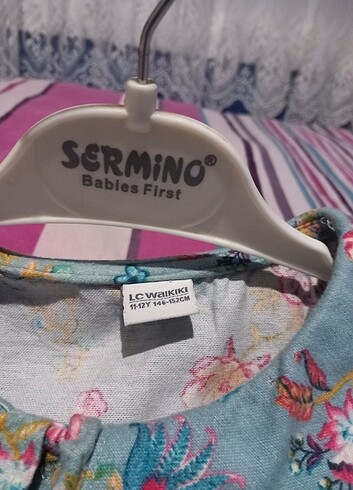 SERMiNO®
Babies First
LC WAIKIKI
11-12Y 146-152CM